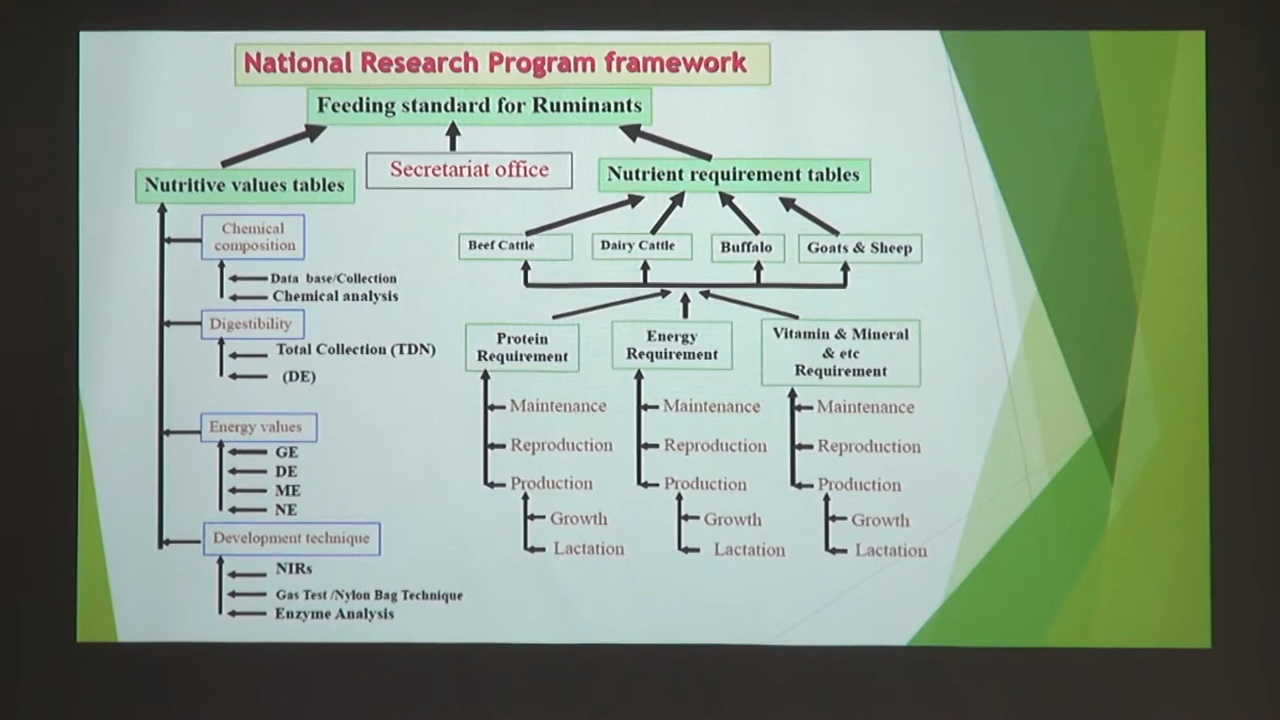 National Research Program framework
Feeding standard for Ruminants
Secretariat office
Nutritive values tables
Chemical
composition
Data base/Collection
Chemical analysis
Digestibility
Total Collection (TDN)
(DE)
Energy values
GE
DE
ME
NE
Development technique
NIRs
Gas Test /Nylon Bag Technique
Enzyme Analysis
Nutrient requirement tables
Beef Cattle
Dairy Cattle
Buffalo
Goats & Sheep
Protein
Requirement
Maintenance
Reproduction
Production
Growth
Lactation
Energy
Requirement
Maintenance
Reproduction
Production
Growth
Lactation
Vitamin & Mineral
& etc
Requirement
Maintenance
Reproduction
Production
Growth
Lactation